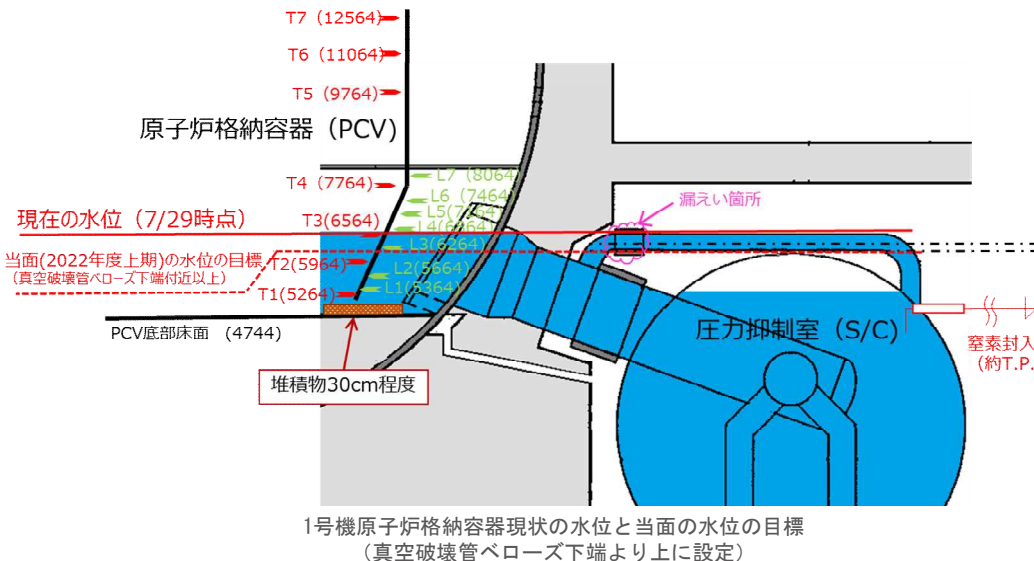 T7 (12564)
T6 (11064)
T5 (9764)
原子炉格納容器 (PCV)
L7 (8064)
T4 (7764)
L6 (7464)
漏えい箇所
現在の水位 (7/29時点)
T3(6564)
L4(6864)
L3(6264)
当面(2022年度上期)の水位の目標
(真空破壊管ベローズ下端付近以上)
T2(5964)
L2(5664)
T1(5264)
L1(5364)
PCV底部床面 (4744)
圧力抑制室 (S/C)
窒素封入
(約T.P.
堆積物30cm程度
1号機原子炉格納容器現状の水位と当面の水位の目標
(真空破壊管ベローズ下端より上に設定)